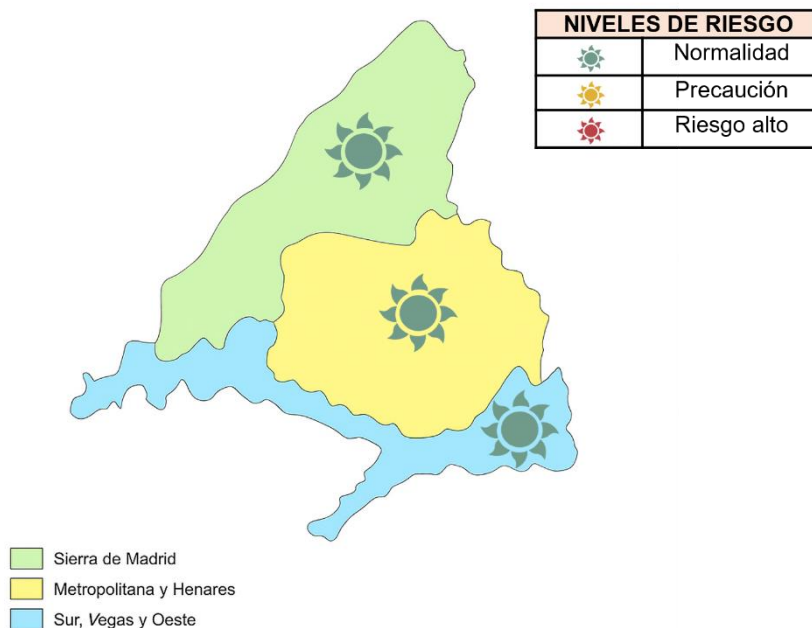 NIVELES DE RIESGO
Normalidad
Precaución
Riesgo alto
Sierra de Madrid
Metropolitana y Henares
Sur, Vegas y Oeste